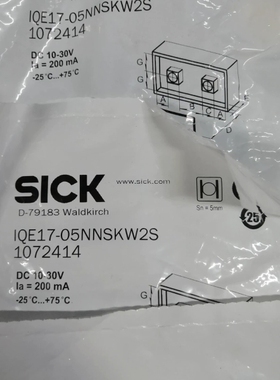 IQE17-05NNSKW2S
1072414
DC 10-30V
Ia = 200 mA
-25°C...+75°C
G
G
A
B
C
A
D
SICK
www.sick.com
D-79183 Waldkirch
Sn = 5mm
25
IQE17-05NNSKW2S
1072414
DC 10-30V
Ia = 200 mA
-25°C...+75°C
G
G